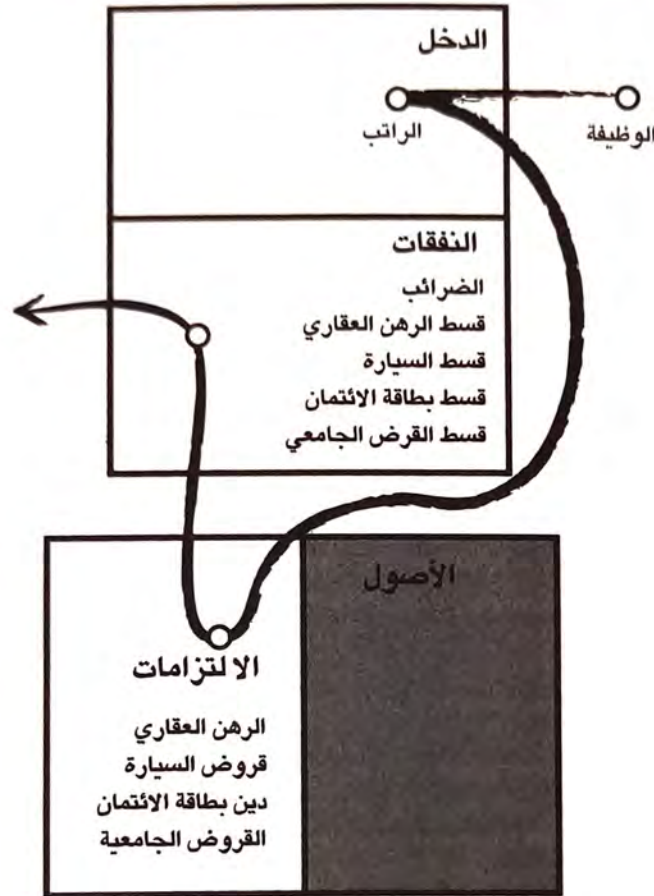 الدخل
الوظيفة
الراتب
النفقات
الضرائب
قسط الرهن العقاري
قسط السيارة
قسط بطاقة الائتمان
قسط القرض الجامعي
الأصول
الالتزامات
الرهن العقاري
قروض السيارة
دين بطاقة الائتمان
القروض الجامعية